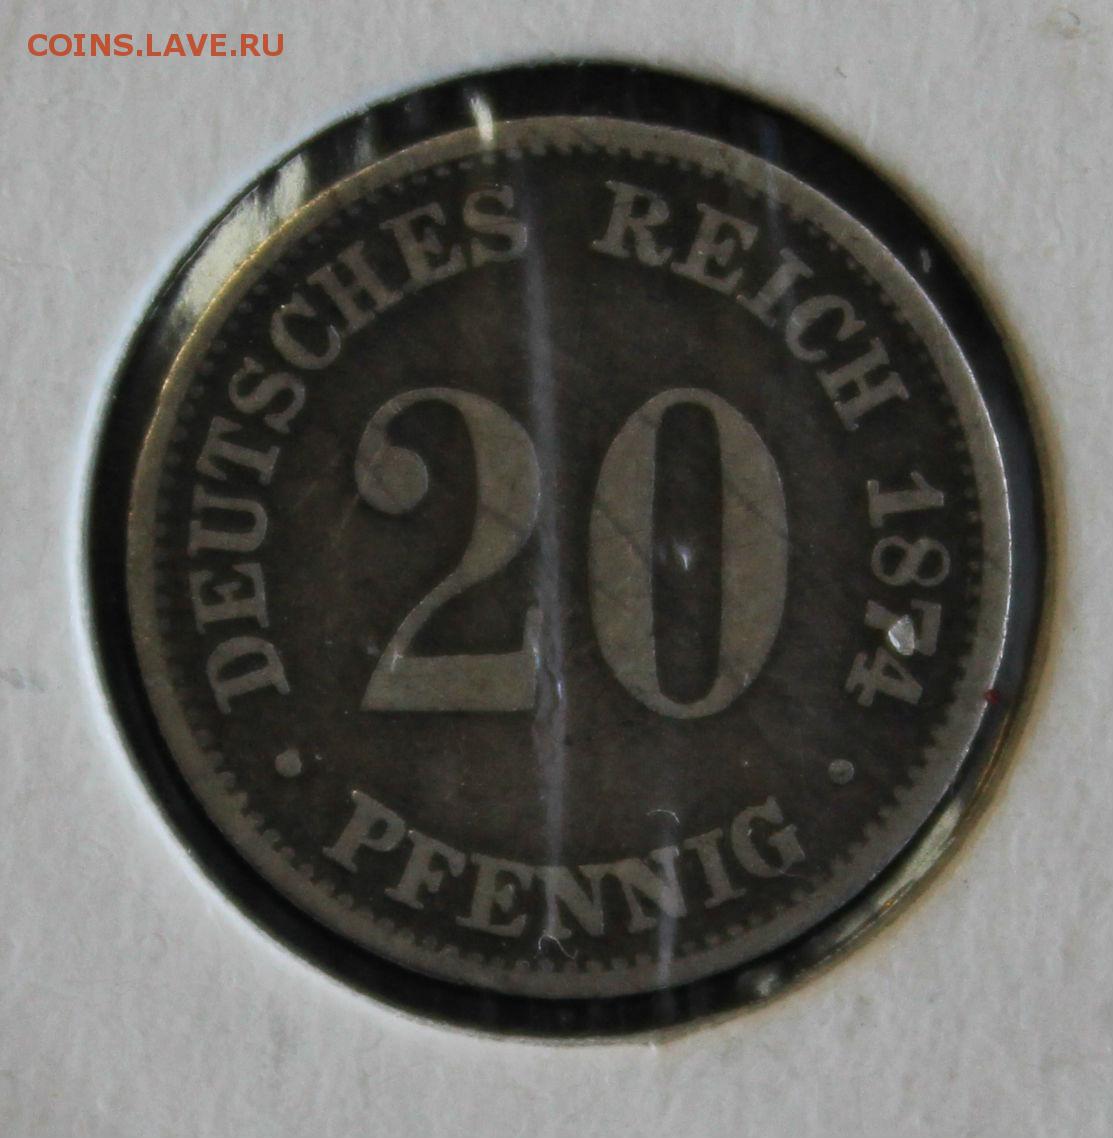 COINS.LAVE.RU
DEUTSCHES REICH 1874
20
· PFENNIG ·